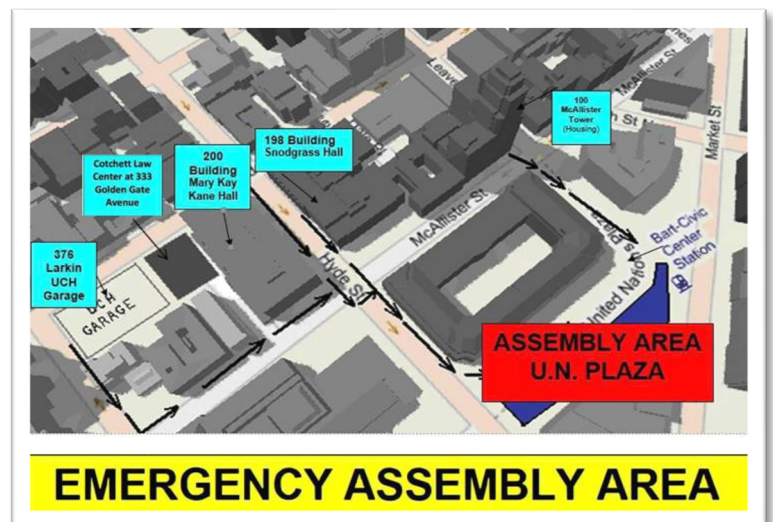 Leave
McAllister St
Market St
100
McAllister
Tower
(Housing)
198 Building
Snodgrass Hall
200
Building
Mary Kay
Kane Hall
Cotchett Law
Center at 333
Golden Gate
Avenue
376
Larkin
UCH
Garage
UCH
GARAGE
McAllister St
Hyde St
United Nations Plaza
Bart-Civic
Center
Station
ASSEMBLY AREA
U.N. PLAZA
EMERGENCY ASSEMBLY AREA